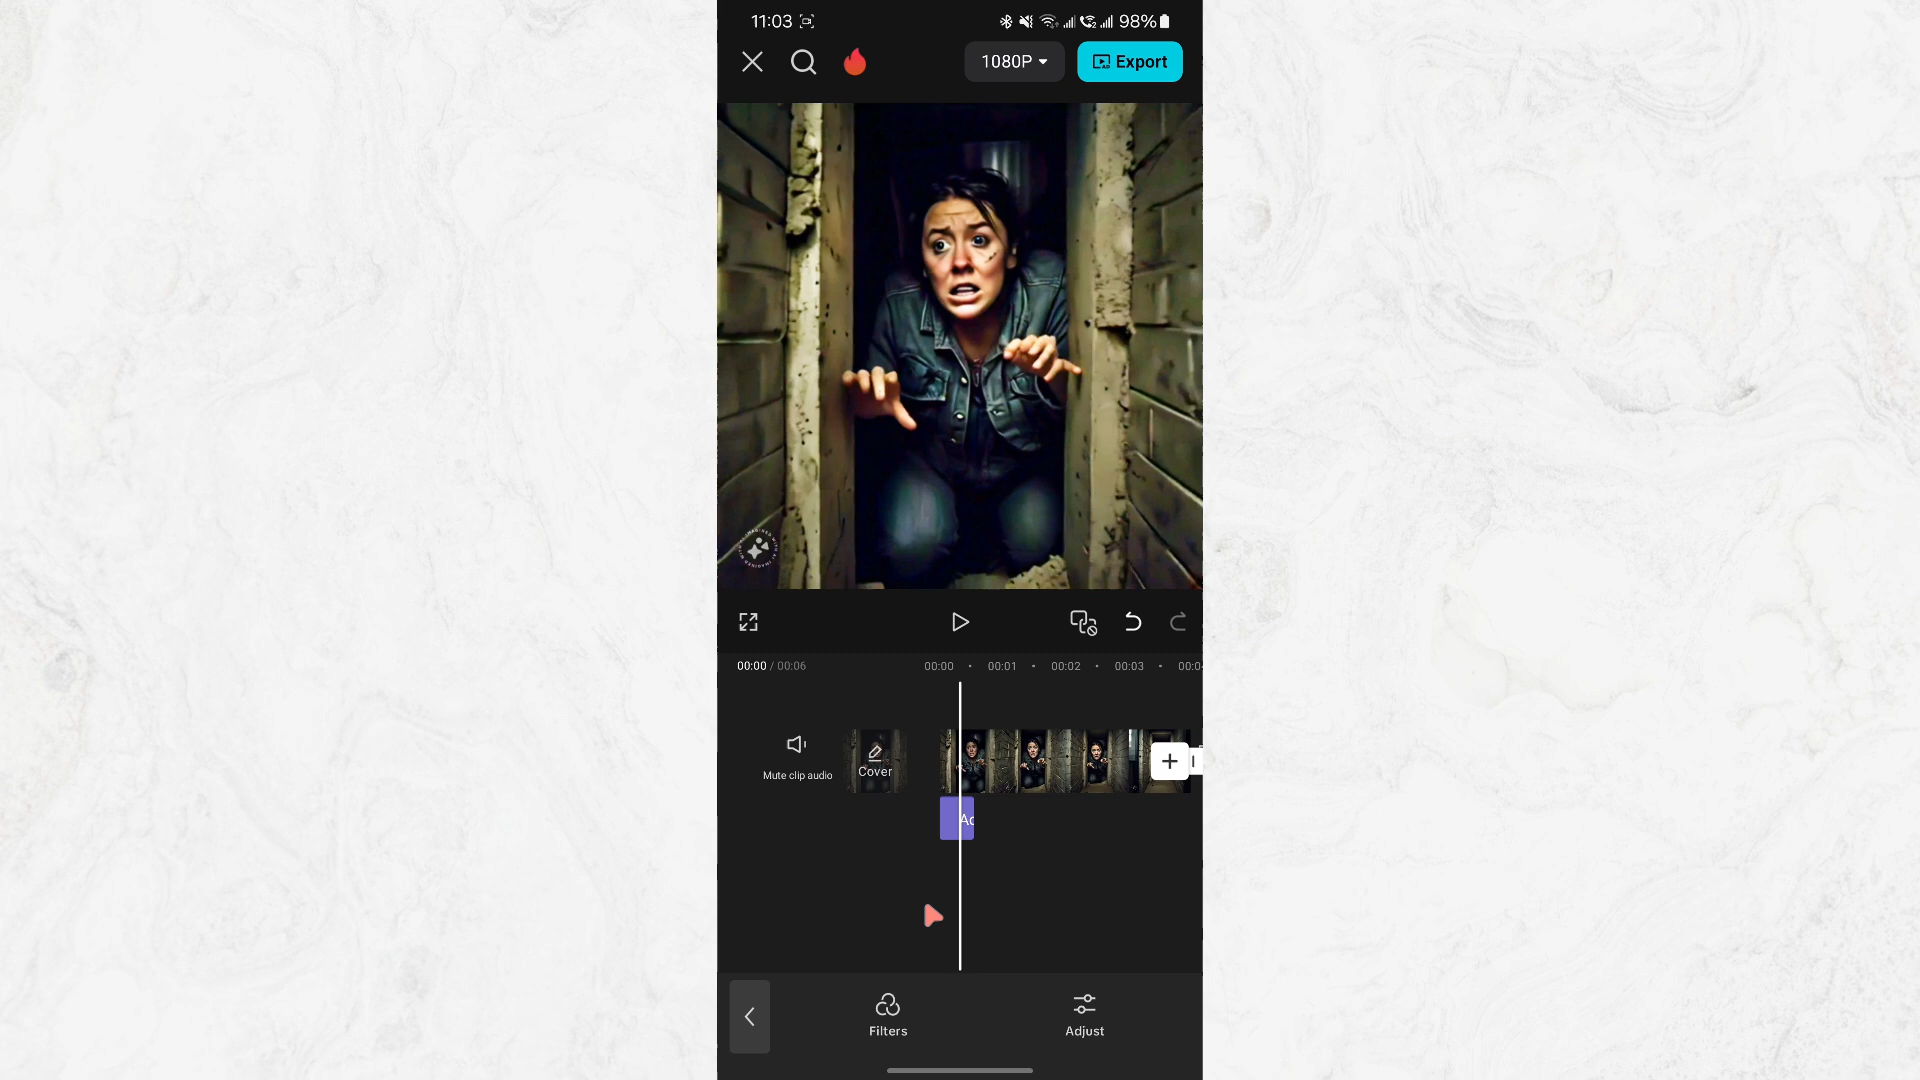 11:03
98%
1080P
Export
00:00 / 00:06
00:00
00:01
00:02
00:03
Mute clip audio
Cover
Filters
Adjust